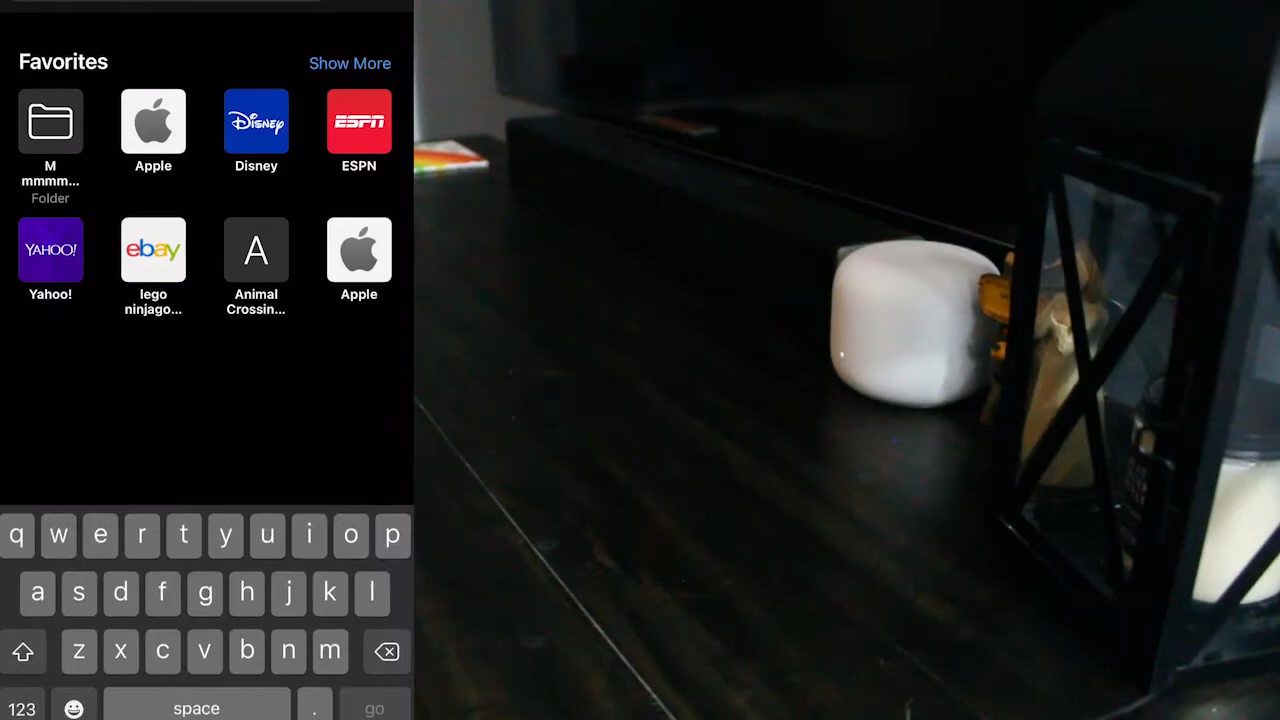 Favorites Show More
DISNEY ESPN
M mmmm... Apple Disney ESPN
Folder
YAHOO! ebay A
Yahoo! lego ninjago... Animal Crossin... Apple
q w e r t y u i o p
a s d f g h j k l
z x c v b n m
123 space . go